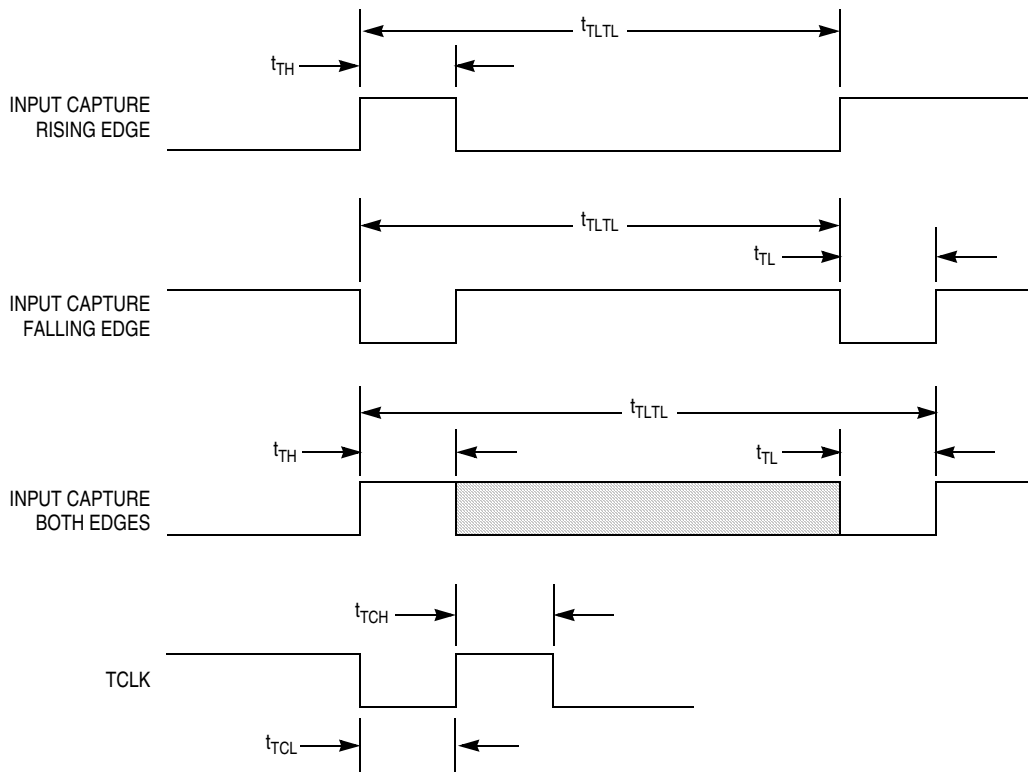 tTLTL
tTH
INPUT CAPTURE
RISING EDGE
tTLTL
tTL
INPUT CAPTURE
FALLING EDGE
tTLTL
tTH
tTL
INPUT CAPTURE
BOTH EDGES
tTCH
TCLK
tTCL